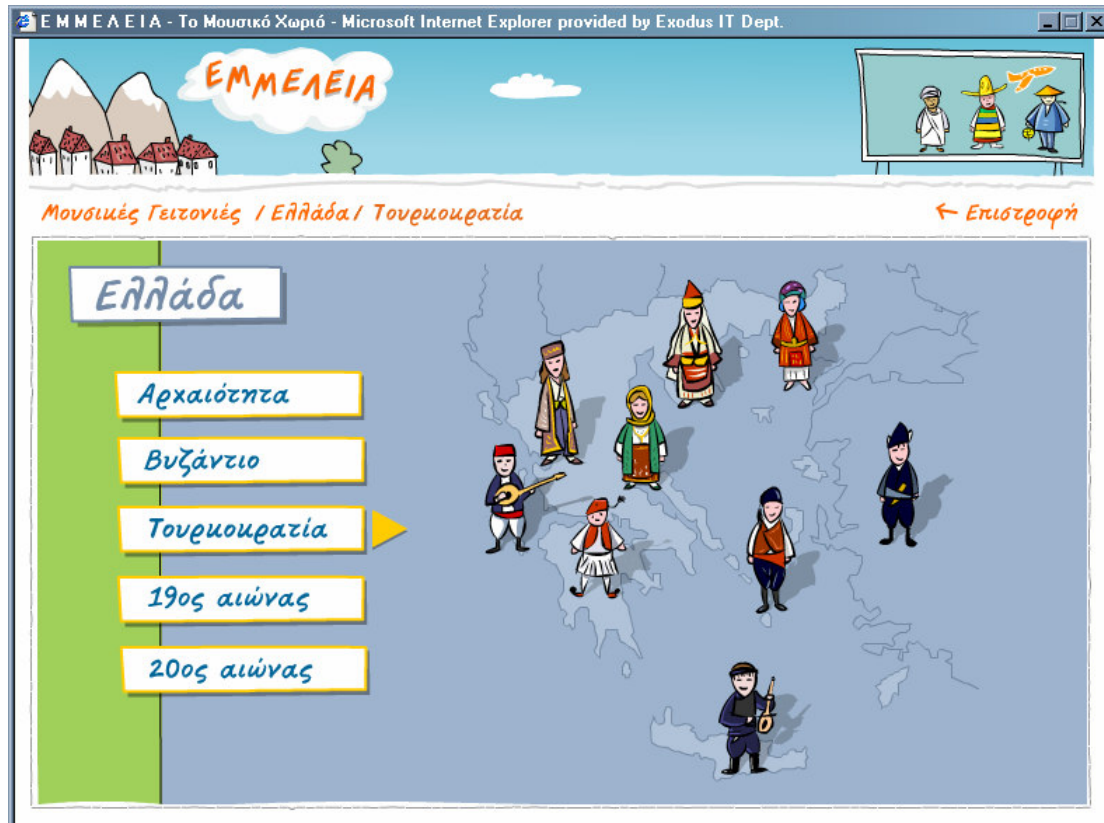 Ε Μ Μ Ε Λ Ε Ι Α - Το Μουσικό Χωριό - Microsoft Internet Explorer provided by Exodus IT Dept.
ΕΜΜΕΛΕΙΑ
Μουσικές Γειτονιές / Ελλάδα / Τουρκοκρατία
← Επιστροφή
Ελλάδα
Αρχαιότητα
Βυζάντιο
Τουρκοκρατία
19ος αιώνας
20ος αιώνας